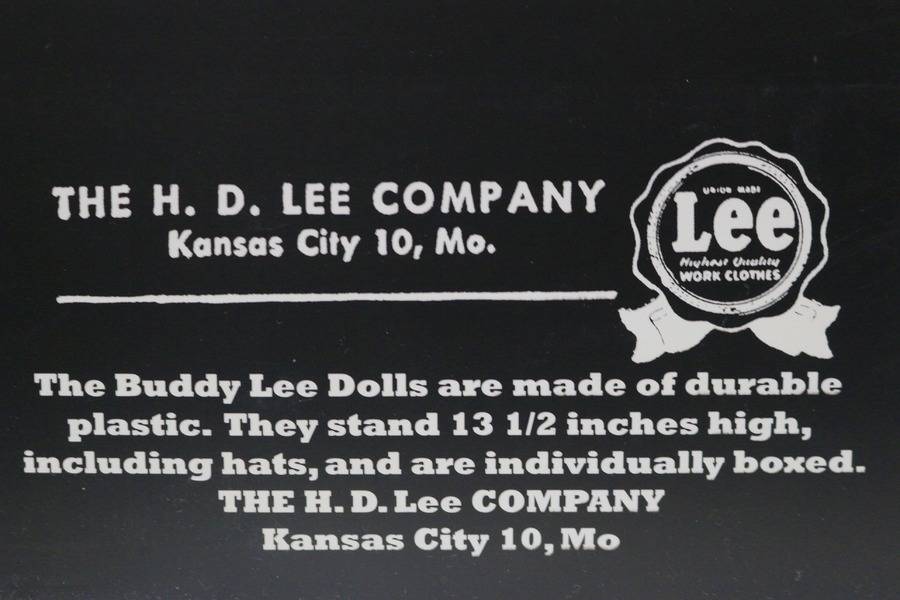 THE H. D. LEE COMPANY
Kansas City 10, Mo.
UNION MADE
Lee
Highest Quality
WORK CLOTHES
The Buddy Lee Dolls are made of durable
plastic. They stand 13 1/2 inches high,
including hats, and are individually boxed.
THE H. D. Lee COMPANY
Kansas City 10, Mo